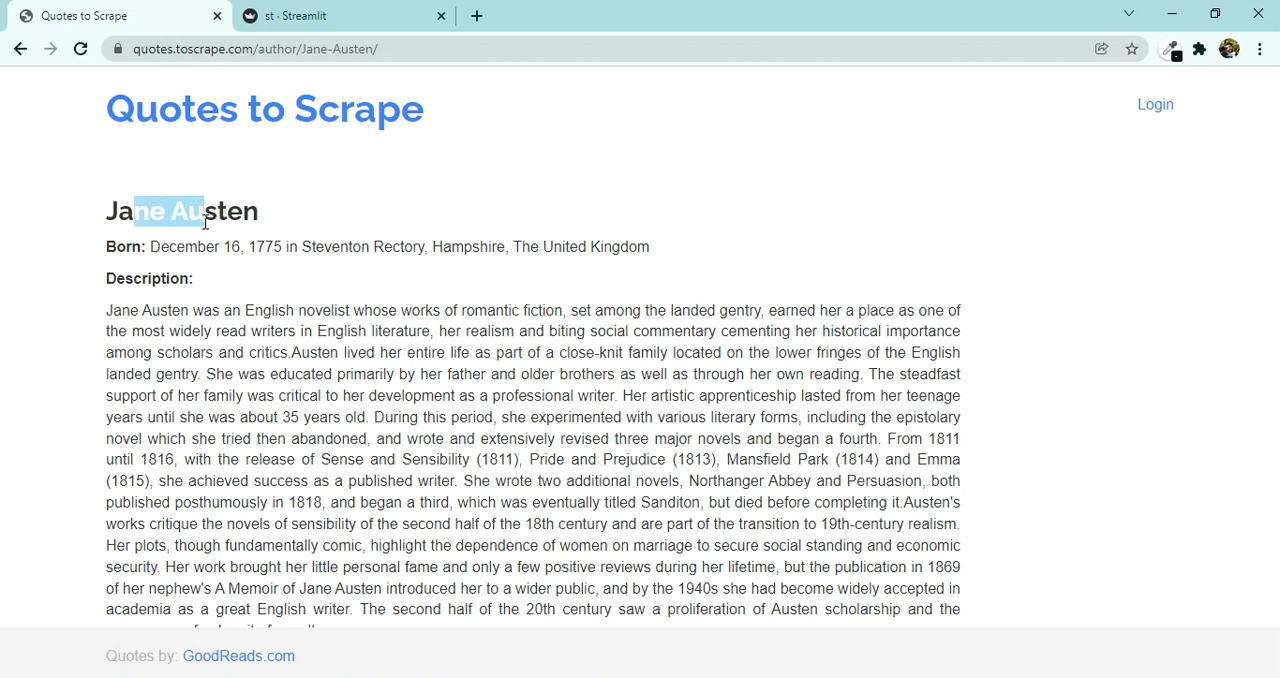 Quotes to Scrape
st · Streamlit
quotes.toscrape.com/author/Jane-Austen/
Quotes to Scrape
Login
Jane Austen
Born: December 16, 1775 in Steventon Rectory, Hampshire, The United Kingdom
Description:
Jane Austen was an English novelist whose works of romantic fiction, set among the landed gentry, earned her a place as one of
the most widely read writers in English literature, her realism and biting social commentary cementing her historical importance
among scholars and critics.Austen lived her entire life as part of a close-knit family located on the lower fringes of the English
landed gentry. She was educated primarily by her father and older brothers as well as through her own reading. The steadfast
support of her family was critical to her development as a professional writer. Her artistic apprenticeship lasted from her teenage
years until she was about 35 years old. During this period, she experimented with various literary forms, including the epistolary
novel which she tried then abandoned, and wrote and extensively revised three major novels and began a fourth. From 1811
until 1816, with the release of Sense and Sensibility (1811), Pride and Prejudice (1813), Mansfield Park (1814) and Emma
(1815), she achieved success as a published writer. She wrote two additional novels, Northanger Abbey and Persuasion, both
published posthumously in 1818, and began a third, which was eventually titled Sanditon, but died before completing it.Austen's
works critique the novels of sensibility of the second half of the 18th century and are part of the transition to 19th-century realism.
Her plots, though fundamentally comic, highlight the dependence of women on marriage to secure social standing and economic
security. Her work brought her little personal fame and only a few positive reviews during her lifetime, but the publication in 1869
of her nephew's A Memoir of Jane Austen introduced her to a wider public, and by the 1940s she had become widely accepted in
academia as a great English writer. The second half of the 20th century saw a proliferation of Austen scholarship and the
Quotes by: GoodReads.com